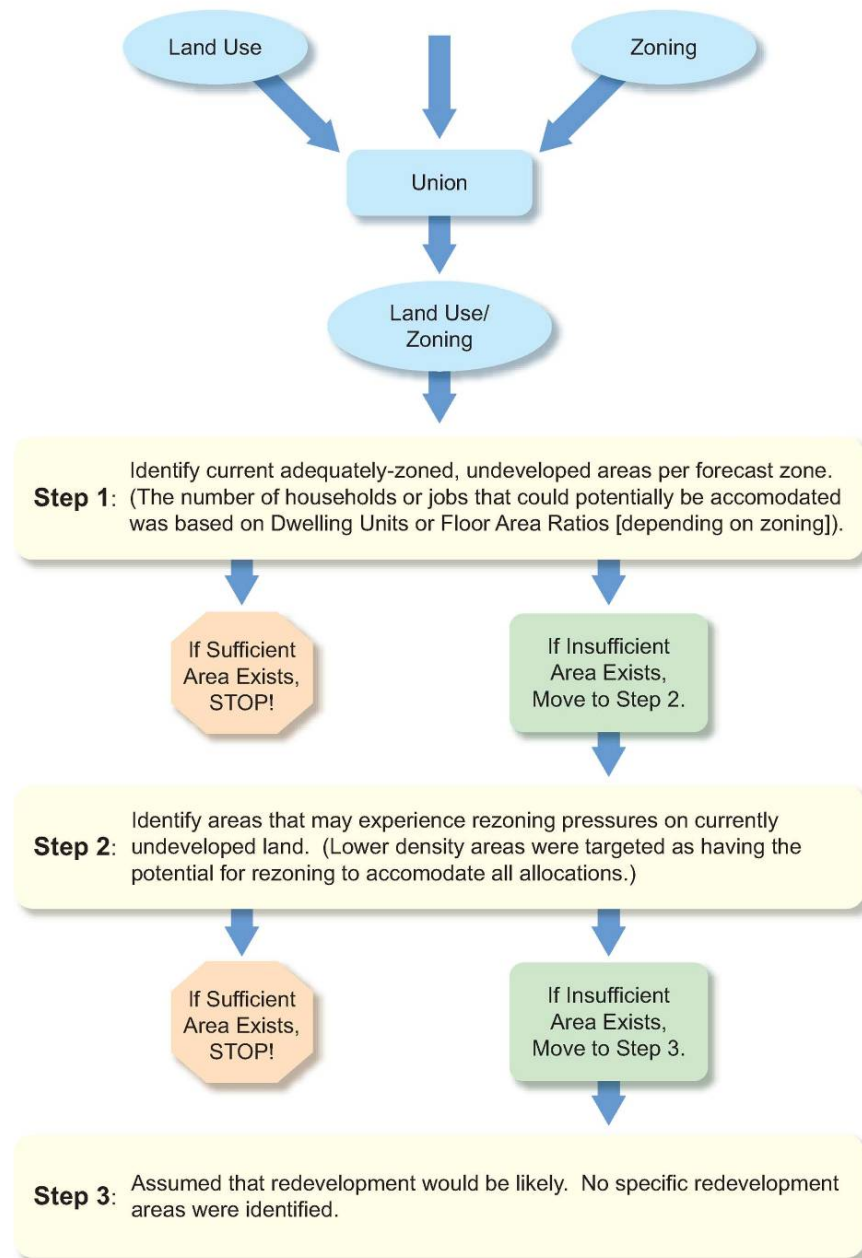 Land Use
Zoning
Union
Land Use/
Zoning
Step 1: Identify current adequately-zoned, undeveloped areas per forecast zone.
(The number of households or jobs that could potentially be accomodated
was based on Dwelling Units or Floor Area Ratios [depending on zoning]).
If Sufficient
Area Exists,
STOP!
If Insufficient
Area Exists,
Move to Step 2.
Step 2: Identify areas that may experience rezoning pressures on currently
undeveloped land. (Lower density areas were targeted as having the
potential for rezoning to accomodate all allocations.)
If Sufficient
Area Exists,
STOP!
If Insufficient
Area Exists,
Move to Step 3.
Step 3: Assumed that redevelopment would be likely. No specific redevelopment
areas were identified.